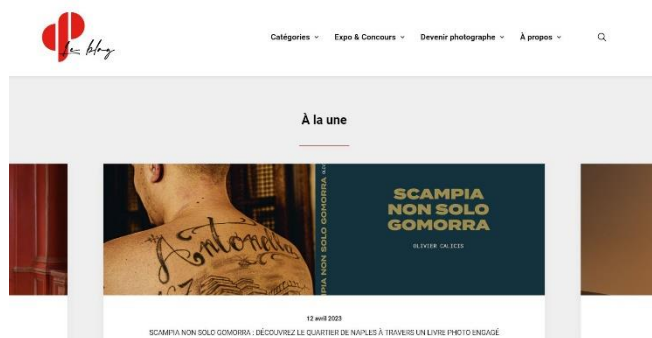 Le blog
Catégories
Expo & Concours
Devenir photographe
À propos
À la une
Antonella
SCAMPIA NON SOLO GOMORRA
SCAMPIA
NON SOLO
GOMORRA
OLIVIER CALICIS
12 avril 2023
SCAMPIA NON SOLO GOMORRA : DÉCOUVREZ LE QUARTIER DE NAPLES À TRAVERS UN LIVRE PHOTO ENGAGÉ